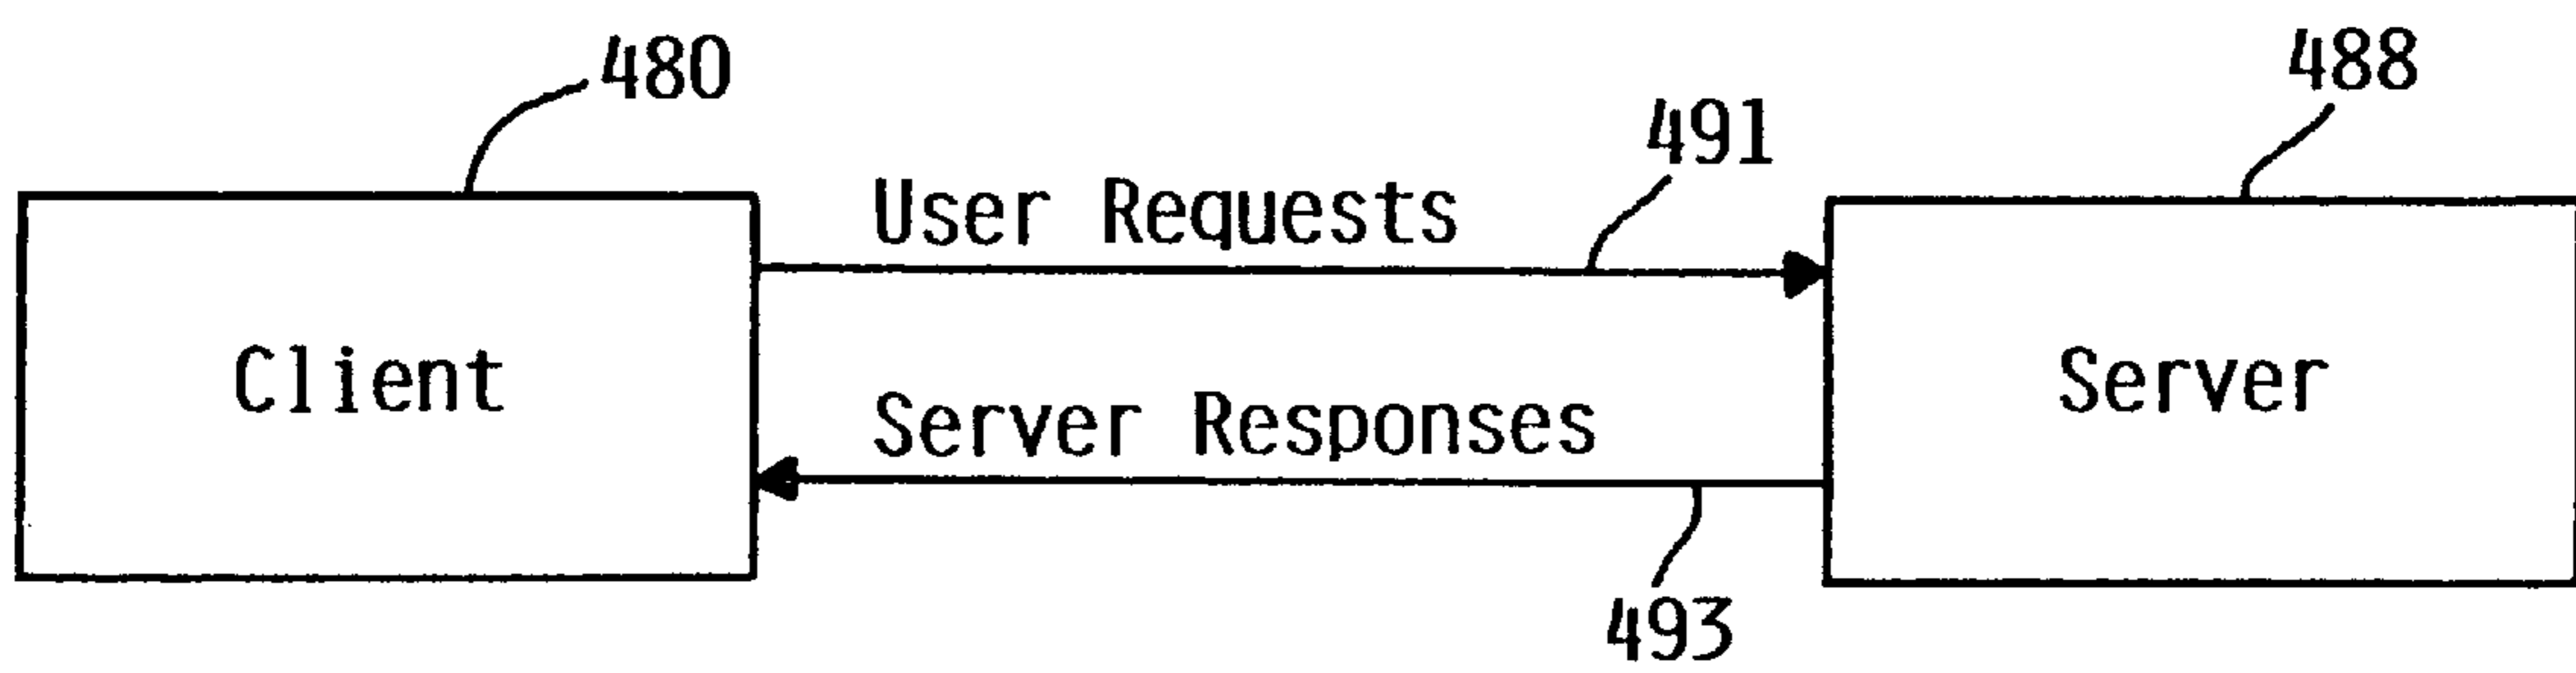 480
488
491
User Requests
Client
Server
Server Responses
493